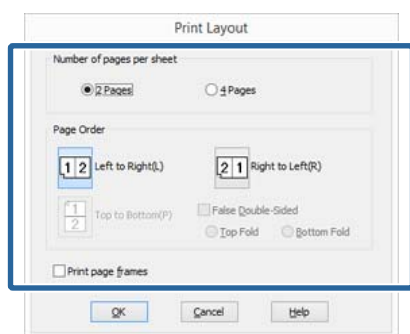 Print Layout
Number of pages per sheet
2 Pages 4 Pages
Page Order
1 2 Left to Right(L) 2 1 Right to Left(R)
1
2 Top to Bottom(P) False Double-Sided
Top Fold Bottom Fold
Print page frames
OK Cancel Help